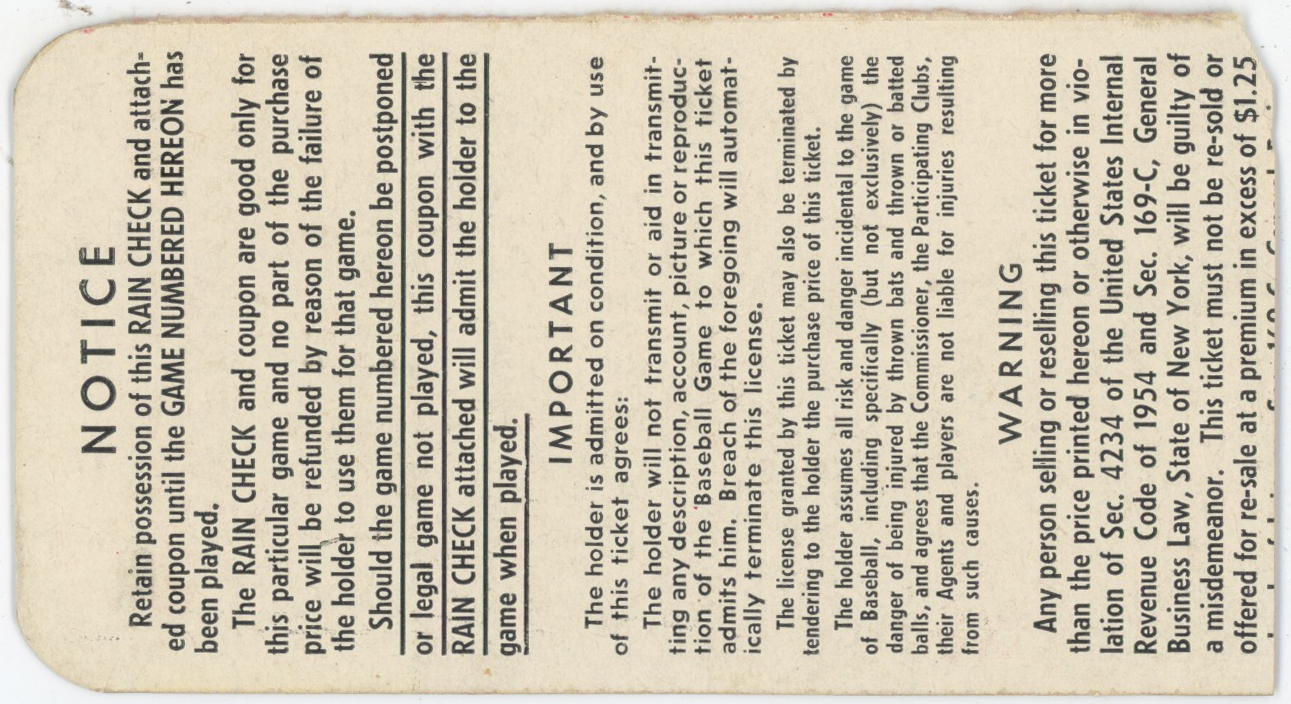 NOTICE
Retain possession of this RAIN CHECK and attach-
ed coupon until the GAME NUMBERED HEREON has
been played.
The RAIN CHECK and coupon are good only for
this particular game and no part of the purchase
price will be refunded by reason of the failure of
the holder to use them for that game.
Should the game numbered hereon be postponed
or legal game not played, this coupon with the
RAIN CHECK attached will admit the holder to the
game when played.
IMPORTANT
The holder is admitted on condition, and by use
of this ticket agrees:
The holder will not transmit or aid in transmit-
ting any description, account, picture or reproduc-
tion of the Baseball Game to which this ticket
admits him. Breach of the foregoing will automat-
ically terminate this license.
The license granted by this ticket may also be terminated by
tendering to the holder the purchase price of this ticket.
The holder assumes all risk and danger incidental to the game
of Baseball, including specifically (but not exclusively) the
danger of being injured by thrown bats and thrown or batted
balls, and agrees that the Commissioner, the Participating Clubs,
their Agents and players are not liable for injuries resulting
from such causes.
WARNING
Any person selling or reselling this ticket for more
than the price printed hereon or otherwise in vio-
lation of Sec. 4234 of the United States Internal
Revenue Code of 1954 and Sec. 169-C, General
Business Law, State of New York, will be guilty of
a misdemeanor. This ticket must not be re-sold or
offered for re-sale at a premium in excess of $1.25